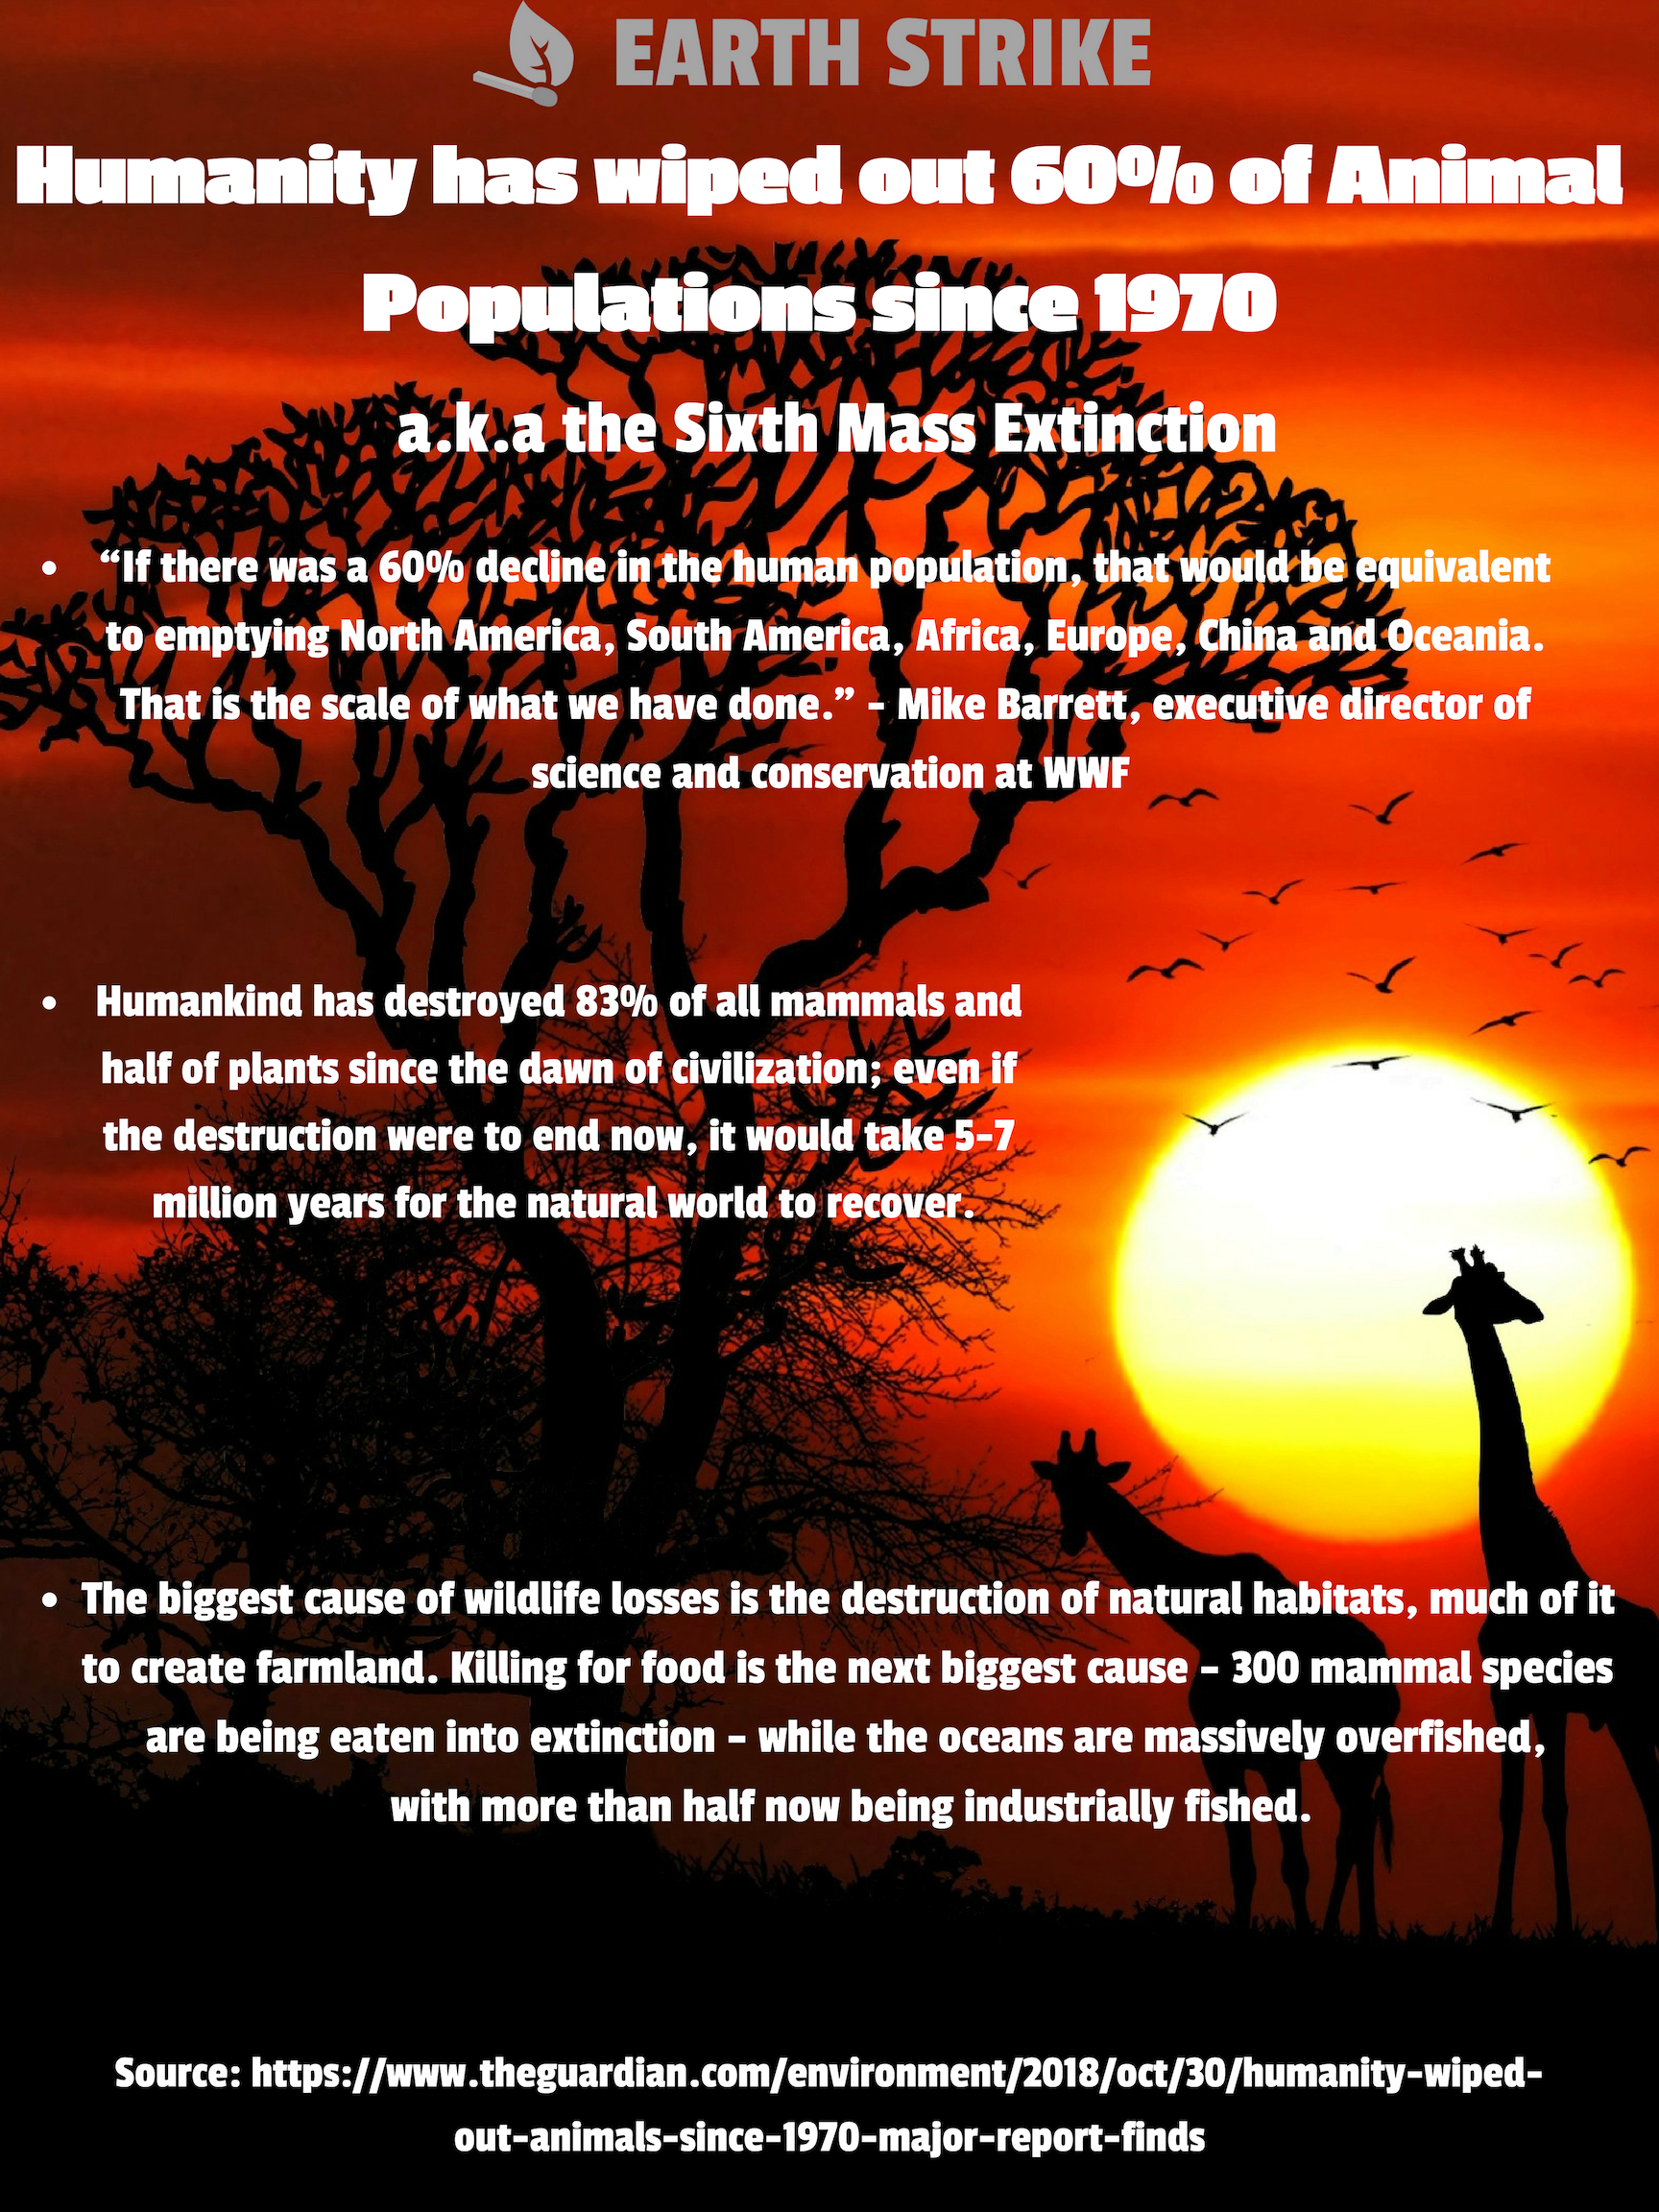 EARTH STRIKE
Humanity has wiped out 60% of Animal
Populations since 1970
a.k.a the Sixth Mass Extinction
• “If there was a 60% decline in the human population, that would be equivalent
to emptying North America, South America, Africa, Europe, China and Oceania.
That is the scale of what we have done.” - Mike Barrett, executive director of
science and conservation at WWF
• Humankind has destroyed 83% of all mammals and
half of plants since the dawn of civilization; even if
the destruction were to end now, it would take 5-7
million years for the natural world to recover.
• The biggest cause of wildlife losses is the destruction of natural habitats, much of it
to create farmland. Killing for food is the next biggest cause – 300 mammal species
are being eaten into extinction – while the oceans are massively overfished,
with more than half now being industrially fished.
Source: https://www.theguardian.com/environment/2018/oct/30/humanity-wiped-
out-animals-since-1970-major-report-finds